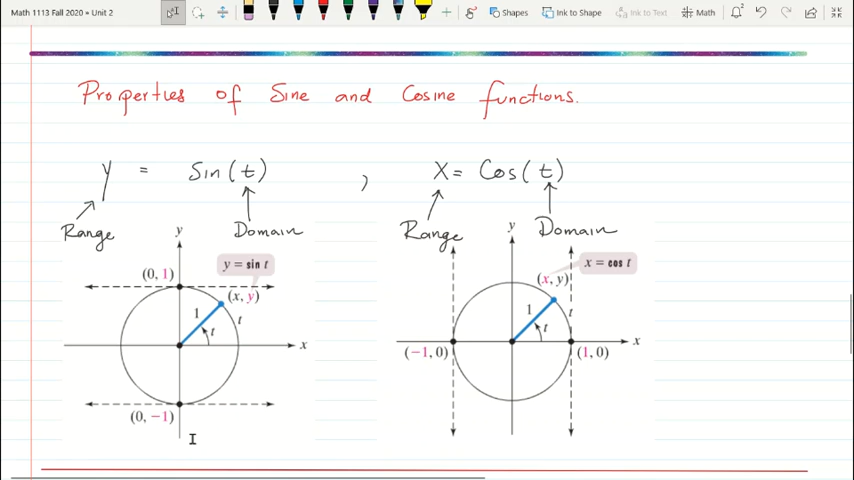 Math 1113 Fall 2020 • Unit 2
Shapes
Ink to Shape
Ink to Text
Math
Properties of Sine and Cosine functions.
y = Sin(t) , X = Cos(t)
Range Domain Range Domain
y
y = sin t
(0, 1)
(x, y)
1
t
t
x
(0, −1)
y
x = cos t
(x, y)
1
t
t
x
(−1, 0)
(1, 0)